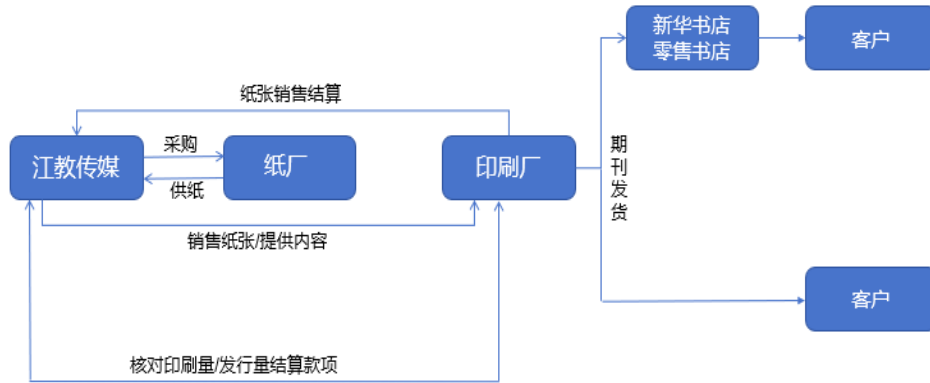 新华书店
零售书店
客户
纸张销售结算
江教传媒
采购
供纸
纸厂
印刷厂
期刊发货
销售纸张/提供内容
客户
核对印刷量/发行量结算款项